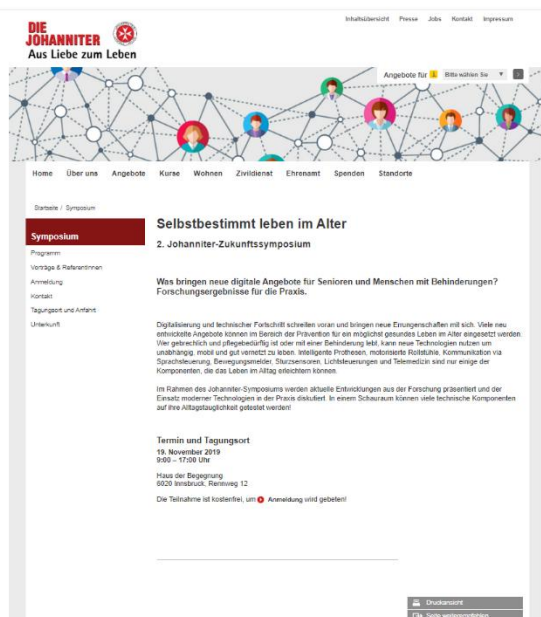 Inhaltsübersicht Presse Jobs Kontakt Impressum
DIE
JOHANNITER
Aus Liebe zum Leben
Angebote für Bitte wählen Sie
Home Über uns Angebote Kurse Wohnen Zivildienst Ehrenamt Spenden Standorte
Startseite / Symposium
Symposium
Programm
Vorträge & ReferentInnen
Anmeldung
Kontakt
Tagungsort und Anfahrt
Unterkunft
Selbstbestimmt leben im Alter
2. Johanniter-Zukunftssymposium
Was bringen neue digitale Angebote für Senioren und Menschen mit Behinderungen?
Forschungsergebnisse für die Praxis.
Digitalisierung und technischer Fortschritt schreiten voran und bringen neue Errungenschaften mit sich. Viele neu
entwickelte Angebote können im Bereich der Prävention für ein möglichst gesundes Leben im Alter eingesetzt werden.
Wer gebrechlich und pflegebedürftig ist oder mit einer Behinderung lebt, kann neue Technologien nutzen um
unabhängig, mobil und gut vernetzt zu leben. Intelligente Prothesen, motorisierte Rollstühle, Kommunikation via
Sprachsteuerung, Bewegungsmelder, Sturzsensoren, Lichtsteuerungen und Telemedizin sind nur einige der
Komponenten, die das Leben im Alltag erleichtern können.
Im Rahmen des Johanniter-Symposiums werden aktuelle Entwicklungen aus der Forschung präsentiert und der
Einsatz moderner Technologien in der Praxis diskutiert. In einem Schauraum können viele technische Komponenten
auf ihre Alltagstauglichkeit getestet werden!
Termin und Tagungsort
19. November 2019
9:00 – 17:00 Uhr
Haus der Begegnung
6020 Innsbruck, Rennweg 12
Die Teilnahme ist kostenfrei, um Anmeldung wird gebeten!
Druckansicht
Seite weiterempfehlen